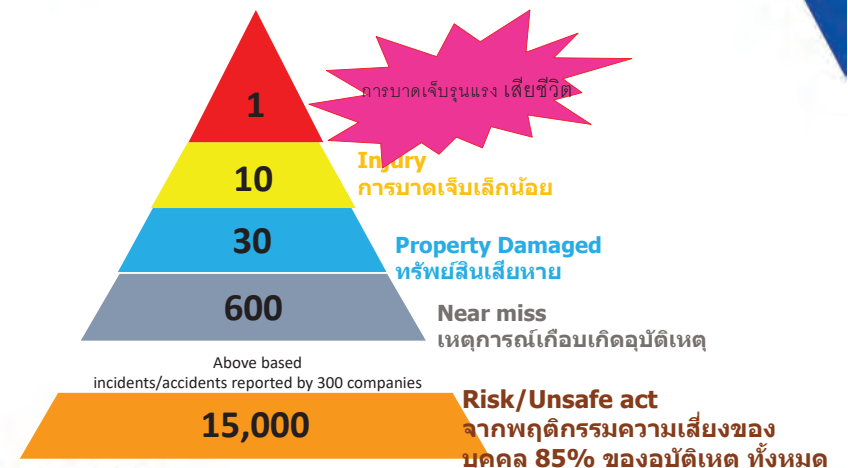 1
การบาดเจ็บรุนแรง เสียชีวิต
10
Injury
การบาดเจ็บเล็กน้อย
30
Property Damaged
ทรัพย์สินเสียหาย
600
Near miss
เหตุการณ์เกือบเกิดอุบัติเหตุ
Above based
incidents/accidents reported by 300 companies
15,000
Risk/Unsafe act
จากพฤติกรรมความเสี่ยงของ
บุคคล 85% ของอุบัติเหตุ ทั้งหมด